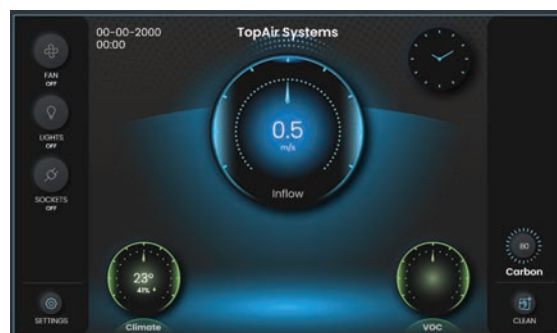 00-00-2000
00:00
TopAir Systems
FAN
OFF
LIGHTS
OFF
SOCKETS
OFF
0.5
m/s
Inflow
23°
41%
80
Carbon
SETTINGS
Climate
VOC
CLEAN